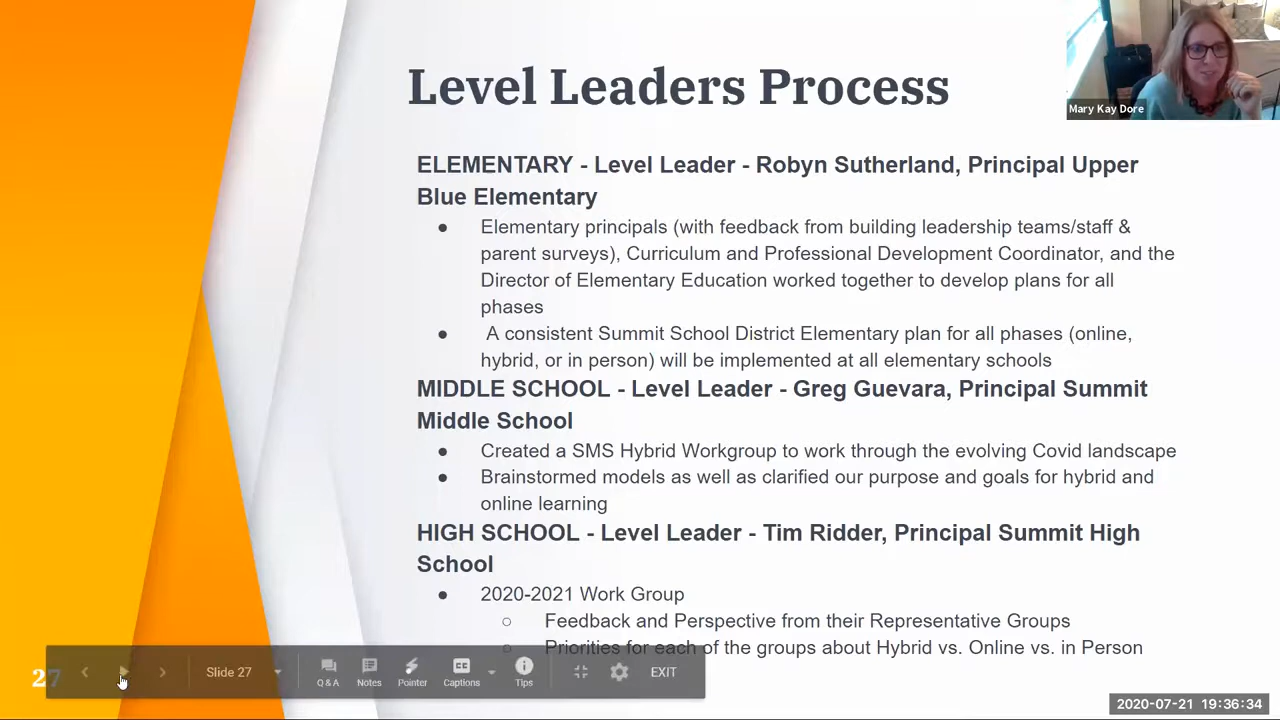 Level Leaders Process
Mary Kay Dore
ELEMENTARY - Level Leader - Robyn Sutherland, Principal Upper
Blue Elementary
● Elementary principals (with feedback from building leadership teams/staff &
parent surveys), Curriculum and Professional Development Coordinator, and the
Director of Elementary Education worked together to develop plans for all
phases
● A consistent Summit School District Elementary plan for all phases (online,
hybrid, or in person) will be implemented at all elementary schools
MIDDLE SCHOOL - Level Leader - Greg Guevara, Principal Summit
Middle School
● Created a SMS Hybrid Workgroup to work through the evolving Covid landscape
● Brainstormed models as well as clarified our purpose and goals for hybrid and
online learning
HIGH SCHOOL - Level Leader - Tim Ridder, Principal Summit High
School
● 2020-2021 Work Group
○ Feedback and Perspective from their Representative Groups
○ Priorities for each of the groups about Hybrid vs. Online vs. in Person
27
Slide 27
Q & A
Notes
Pointer
CC
Captions
Tips
EXIT
2020-07-21 19:36:34